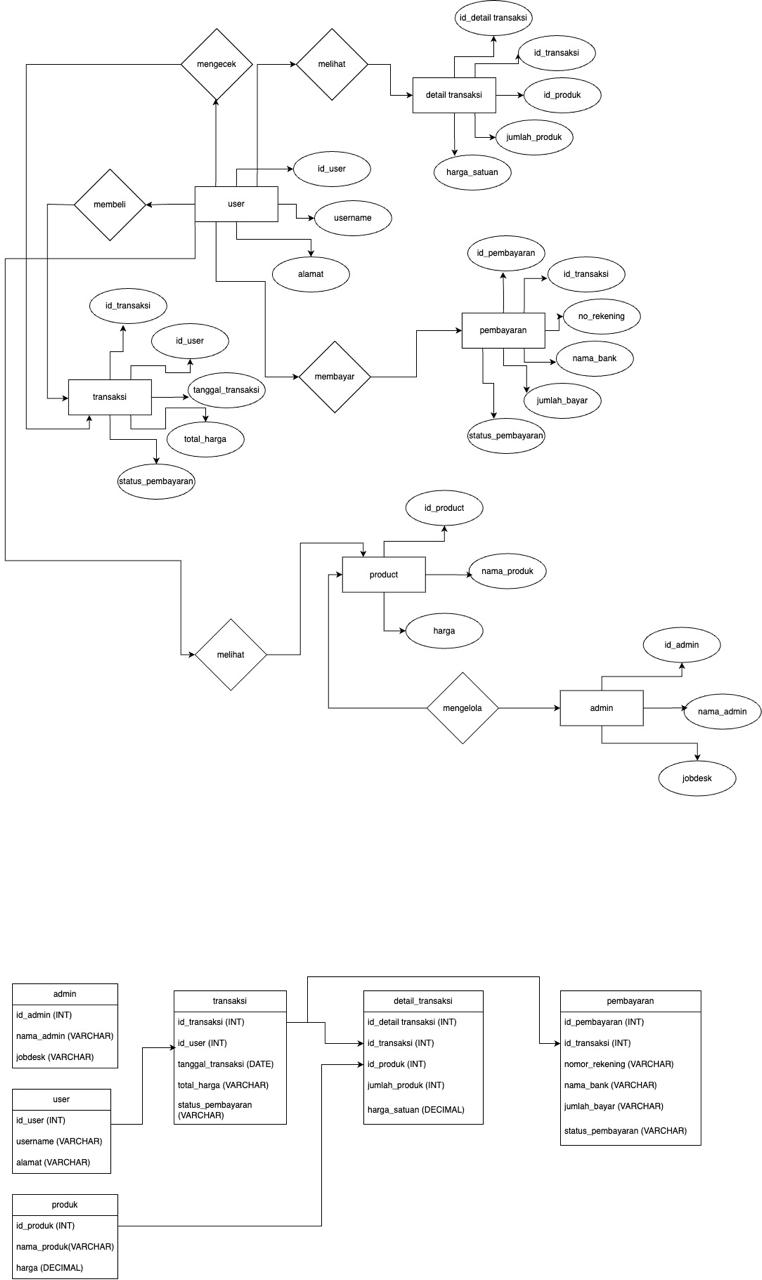 id_detail transaksi
mengecek
melihat
id_transaksi
detail transaksi
id_produk
jumlah_produk
harga_satuan
id_user
membeli
user
username
alamat
id_pembayaran
id_transaksi
id_transaksi
no_rekening
pembayaran
id_user
nama_bank
membayar
tanggal_transaksi
transaksi
jumlah_bayar
total_harga
status_pembayaran
status_pembayaran
id_product
product
nama_produk
harga
id_admin
melihat
mengelola
admin
nama_admin
jobdesk
admin
id_admin (INT)
nama_admin (VARCHAR)
jobdesk (VARCHAR)
user
id_user (INT)
username (VARCHAR)
alamat (VARCHAR)
produk
id_produk (INT)
nama_produk(VARCHAR)
harga (DECIMAL)
transaksi
id_transaksi (INT)
id_user (INT)
tanggal_transaksi (DATE)
total_harga (VARCHAR)
status_pembayaran
(VARCHAR)
detail_transaksi
id_detail transaksi (INT)
id_transaksi (INT)
id_produk (INT)
jumlah_produk (INT)
harga_satuan (DECIMAL)
pembayaran
id_pembayaran (INT)
id_transaksi (INT)
nomor_rekening (VARCHAR)
nama_bank (VARCHAR)
jumlah_bayar (VARCHAR)
status_pembayaran (VARCHAR)